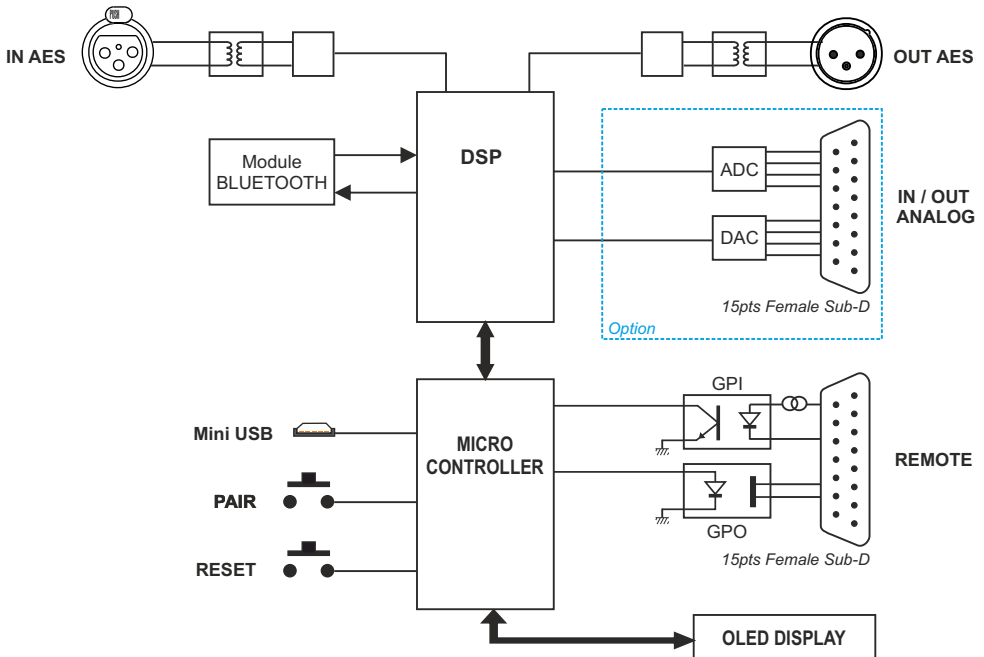 PUSH
IN AES
OUT AES
DSP
Module
BLUETOOTH
ADC
DAC
IN / OUT
ANALOG
15pts Female Sub-D
Option
GPI
Mini USB
MICRO
CONTROLLER
REMOTE
PAIR
GPO
15pts Female Sub-D
RESET
OLED DISPLAY